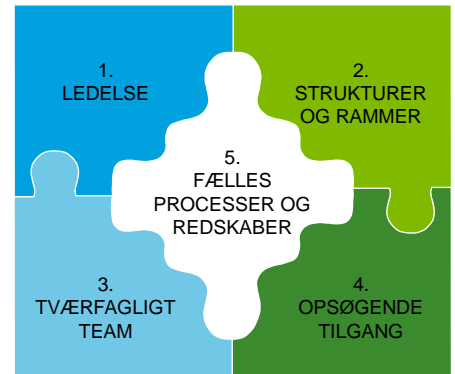 1.
LEDELSE
2.
STRUKTURER
OG RAMMER
5.
FÆLLES
PROCESSER OG
REDSKABER
3.
TVÆRFAGLIGT
TEAM
4.
OPSØGENDE
TILGANG